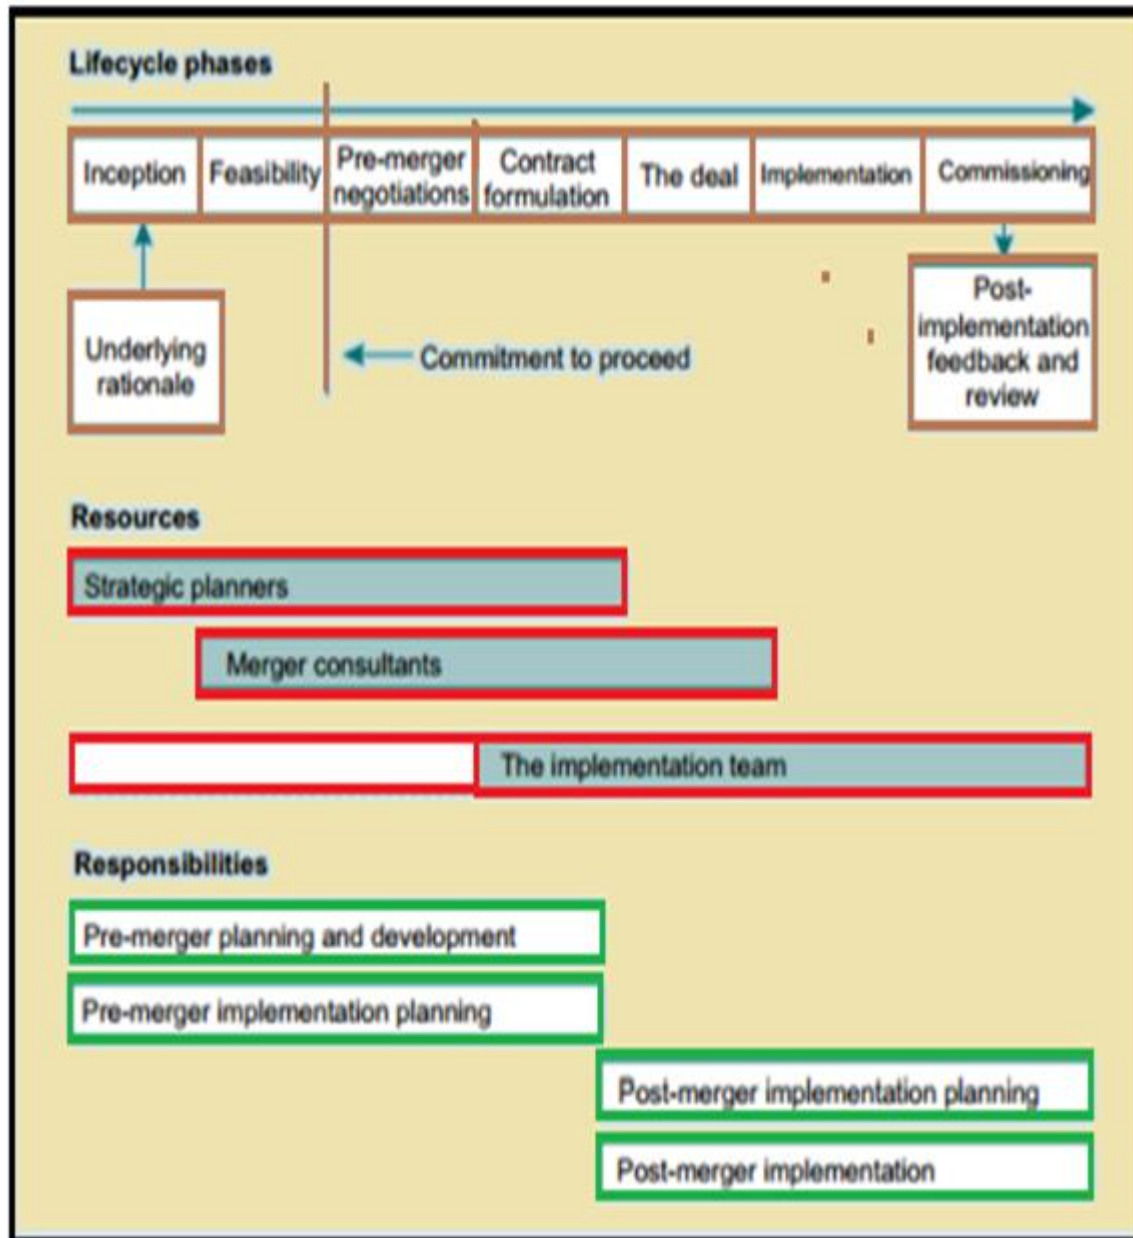 Lifecycle phases
Inception
Feasibility
Pre-merger
negotiations
Contract
formulation
The deal
Implementation
Commissioning
Underlying
rationale
Commitment to proceed
Post-
implementation
feedback and
review
Resources
Strategic planners
Merger consultants
The implementation team
Responsibilities
Pre-merger planning and development
Pre-merger implementation planning
Post-merger implementation planning
Post-merger implementation